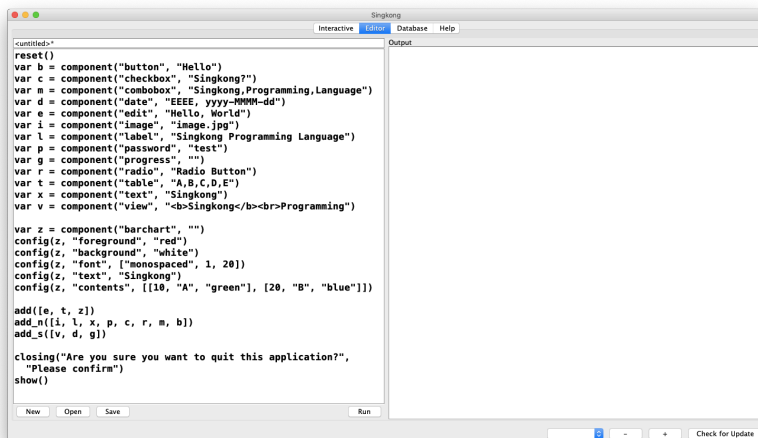 Singkong
Interactive Editor Database Help
<untitled>*
Output
reset()
var b = component("button", "Hello")
var c = component("checkbox", "Singkong?")
var m = component("combobox", "Singkong,Programming,Language")
var d = component("date", "EEEE, yyyy-MMMM-dd")
var e = component("edit", "Hello, World")
var i = component("image", "image.jpg")
var l = component("label", "Singkong Programming Language")
var p = component("password", "test")
var g = component("progress", "")
var r = component("radio", "Radio Button")
var t = component("table", "A,B,C,D,E")
var x = component("text", "Singkong")
var v = component("view", "<b>Singkong</b><br>Programming")
var z = component("barchart", "")
config(z, "foreground", "red")
config(z, "background", "white")
config(z, "font", ["monospaced", 1, 20])
config(z, "text", "Singkong")
config(z, "contents", [[10, "A", "green"], [20, "B", "blue"]])
add([e, t, z])
add_n([i, l, x, p, c, r, m, b])
add_s([v, d, g])
closing("Are you sure you want to quit this application?",
"Please confirm")
show()
New Open Save Run
- + Check for Update